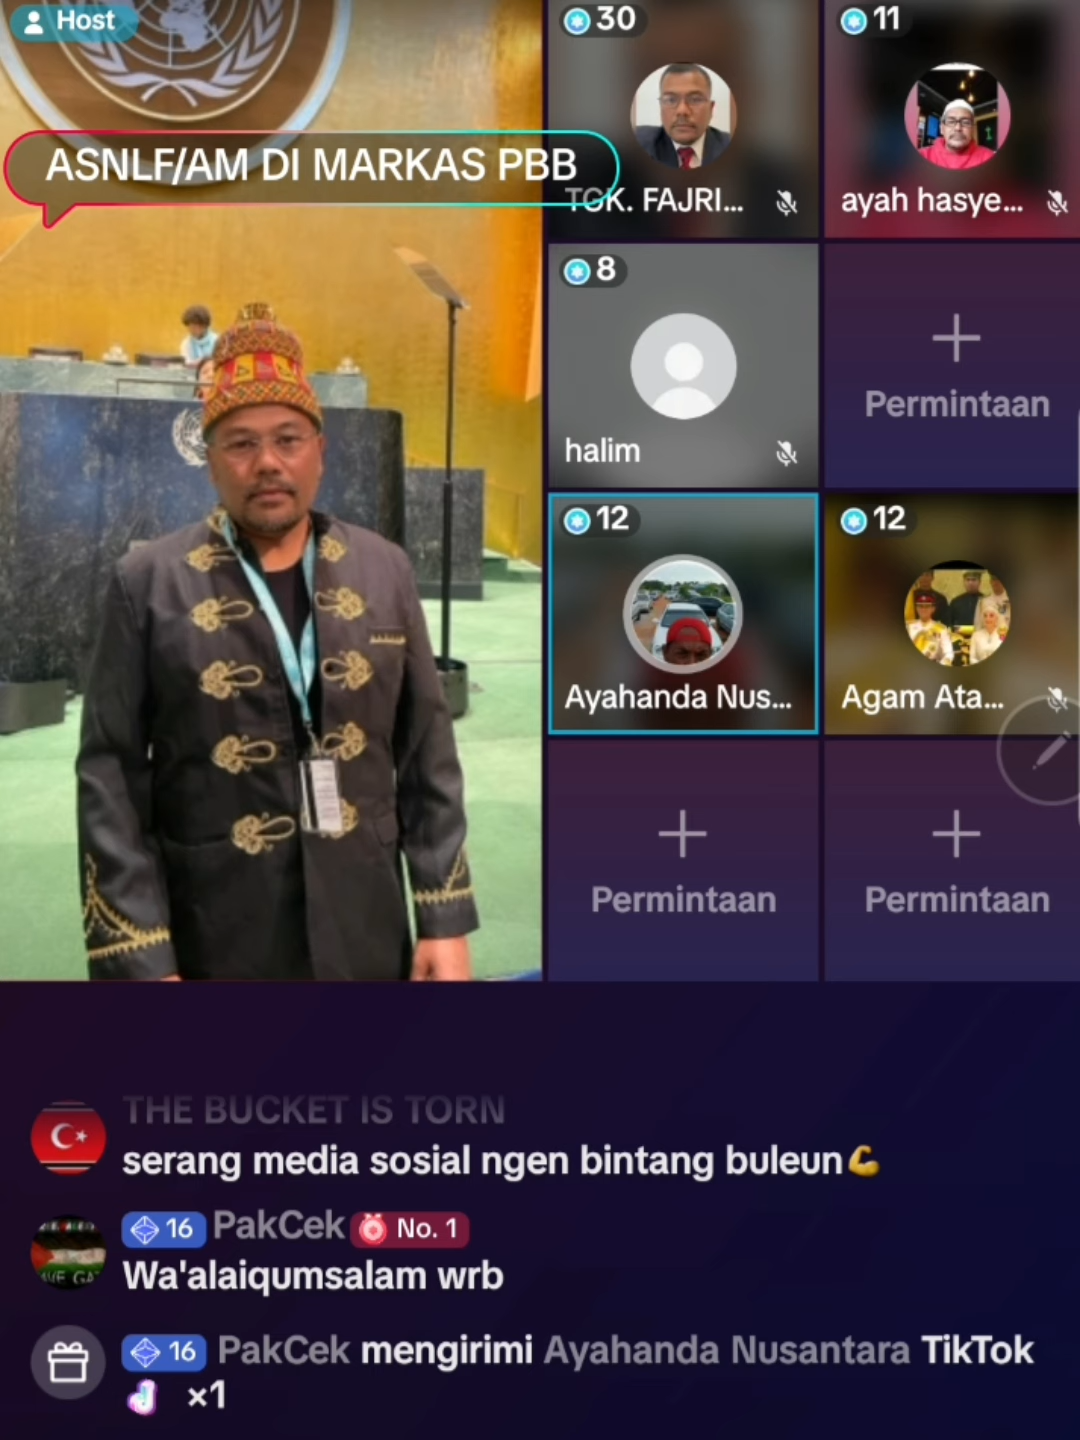 Host
ASNLF/AM DI MARKAS PBB
30
TGK. FAJRI...
11
ayah hasye...
8
halim
Permintaan
12
Ayahanda Nus...
12
Agam Ata...
Permintaan
Permintaan
THE BUCKET IS TORN
serang media sosial ngen bintang buleun💪
16 PakCek No. 1
Wa'alaiqumsalam wrb
16 PakCek mengirimi Ayahanda Nusantara TikTok
×1